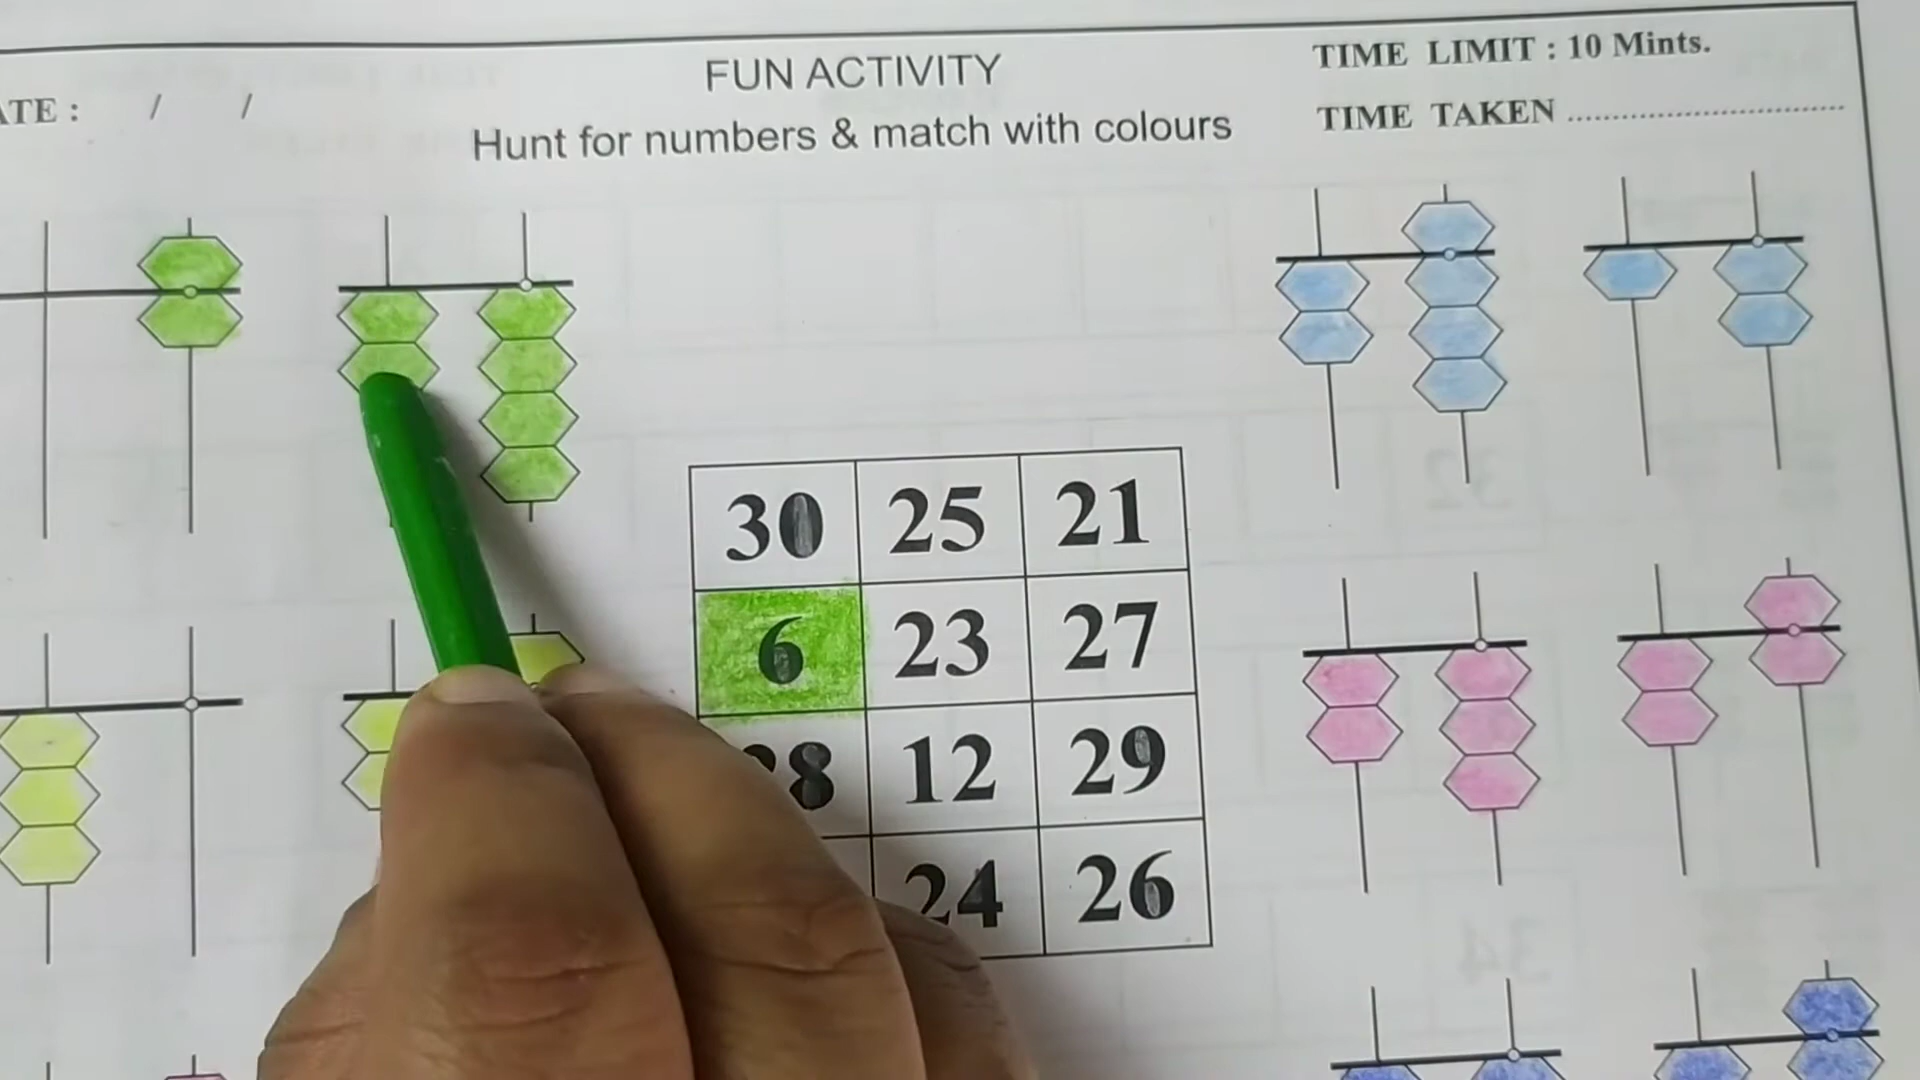 ATE : / /
FUN ACTIVITY
Hunt for numbers & match with colours
TIME LIMIT : 10 Mints.
TIME TAKEN ....................................
30 25 21
6 23 27
28 12 29
24 26